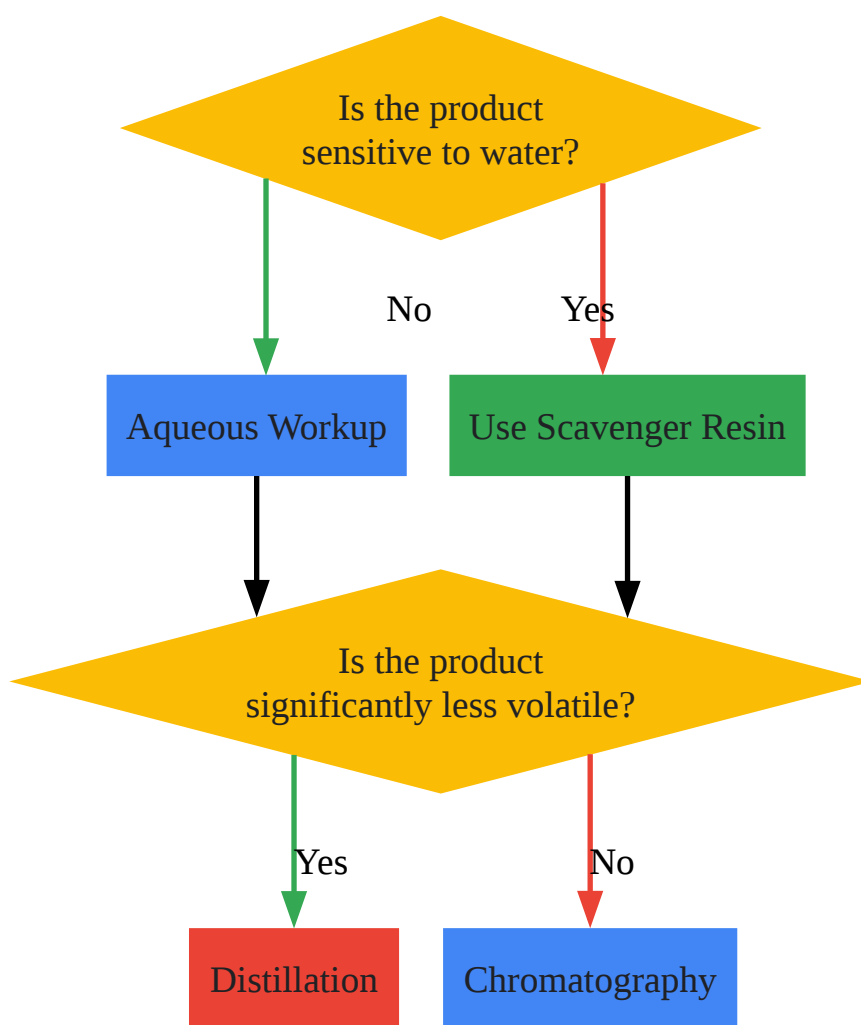 Is the product
sensitive to water?
No
Yes
Aqueous Workup
Use Scavenger Resin
Is the product
significantly less volatile?
Yes
No
Distillation
Chromatography